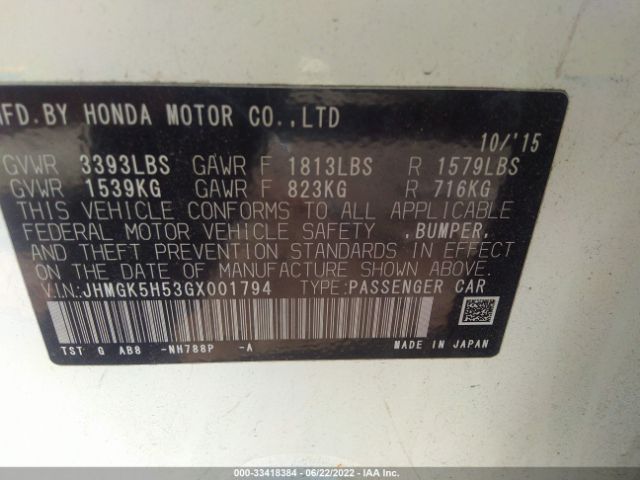 MFD.BY HONDA MOTOR CO.,LTD
10/'15
GVWR 3393LBS GAWR F 1813LBS R 1579LBS
GVWR 1539KG GAWR F 823KG R 716KG
THIS VEHICLE CONFORMS TO ALL APPLICABLE
FEDERAL MOTOR VEHICLE SAFETY ,BUMPER,
AND THEFT PREVENTION STANDARDS IN EFFECT
ON THE DATE OF MANUFACTURE SHOWN ABOVE.
V.I.N:JHMGK5H53GX001794 TYPE:PASSENGER CAR
TST G AB8 -NH788P -A MADE IN JAPAN
000-33418384 - 06/22/2022 - IAA Inc.